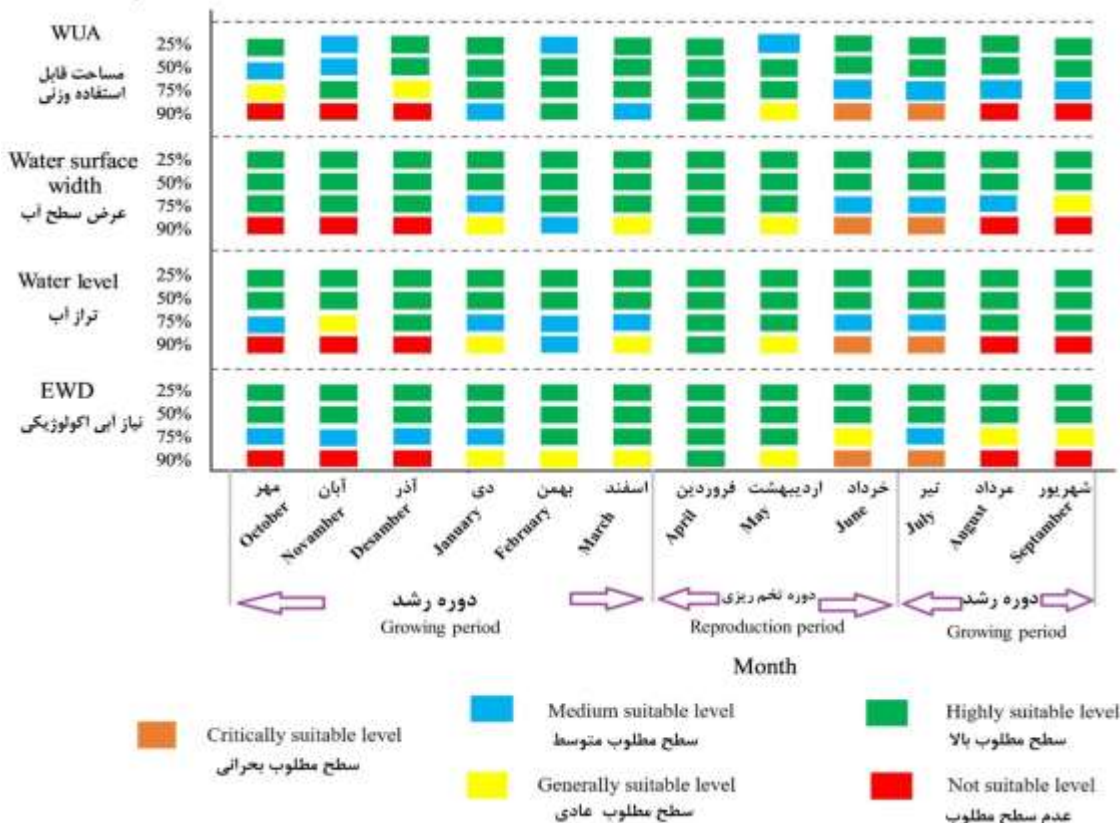 WUA
مساحت قابل
استفاده وزنی
25%
50%
75%
90%
Water surface
width
عرض سطح آب
25%
50%
75%
90%
Water level
تراز آب
25%
50%
75%
90%
EWD
نیاز آبی اکولوژیکی
25%
50%
75%
90%
مهر
آبان
آذر
دی
بهمن
اسفند
فروردین
اردیبهشت
خرداد
تیر
مرداد
شهریور
October
Novamber
Desamber
January
February
March
April
May
June
July
August
Septamber
دوره رشد
Growing period
دوره تخم ریزی
Reproduction period
دوره رشد
Growing period
Month
Critically suitable level
سطح مطلوب بحرانی
Medium suitable level
سطح مطلوب متوسط
Highly suitable level
سطح مطلوب بالا
Generally suitable level
سطح مطلوب عادی
Not suitable level
عدم سطح مطلوب